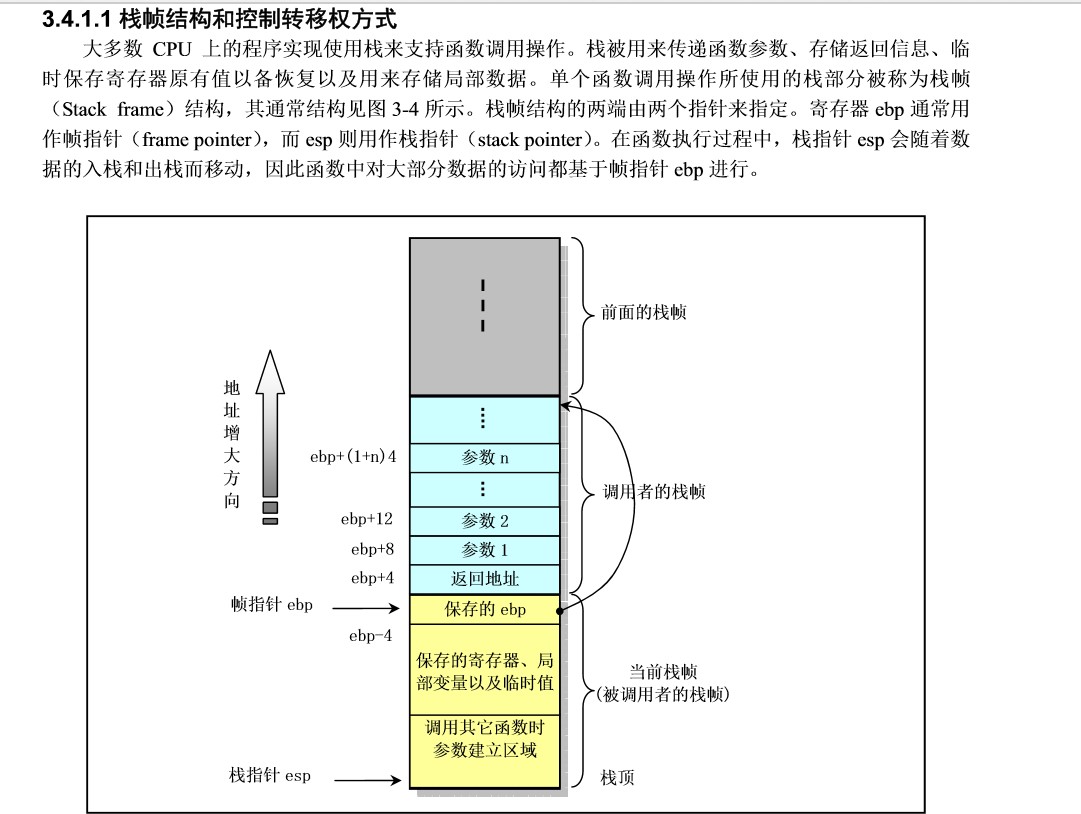 3.4.1.1 栈帧结构和控制转移权方式
大多数 CPU 上的程序实现使用栈来支持函数调用操作。栈被用来传递函数参数、存储返回信息、临
时保存寄存器原有值以备恢复以及用来存储局部数据。单个函数调用操作所使用的栈部分被称为栈帧
（Stack frame）结构，其通常结构见图 3-4 所示。栈帧结构的两端由两个指针来指定。寄存器 ebp 通常用
作帧指针（frame pointer），而 esp 则用作栈指针（stack pointer）。在函数执行过程中，栈指针 esp 会随着数
据的入栈和出栈而移动，因此函数中对大部分数据的访问都基于帧指针 ebp 进行。
前面的栈帧
地址增大方向
ebp+(1+n)4
参数 n
调用者的栈帧
ebp+12
参数 2
ebp+8
参数 1
ebp+4
返回地址
帧指针 ebp
保存的 ebp
ebp-4
保存的寄存器、局
部变量以及临时值
当前栈帧
(被调用者的栈帧)
调用其它函数时
参数建立区域
栈指针 esp
栈顶